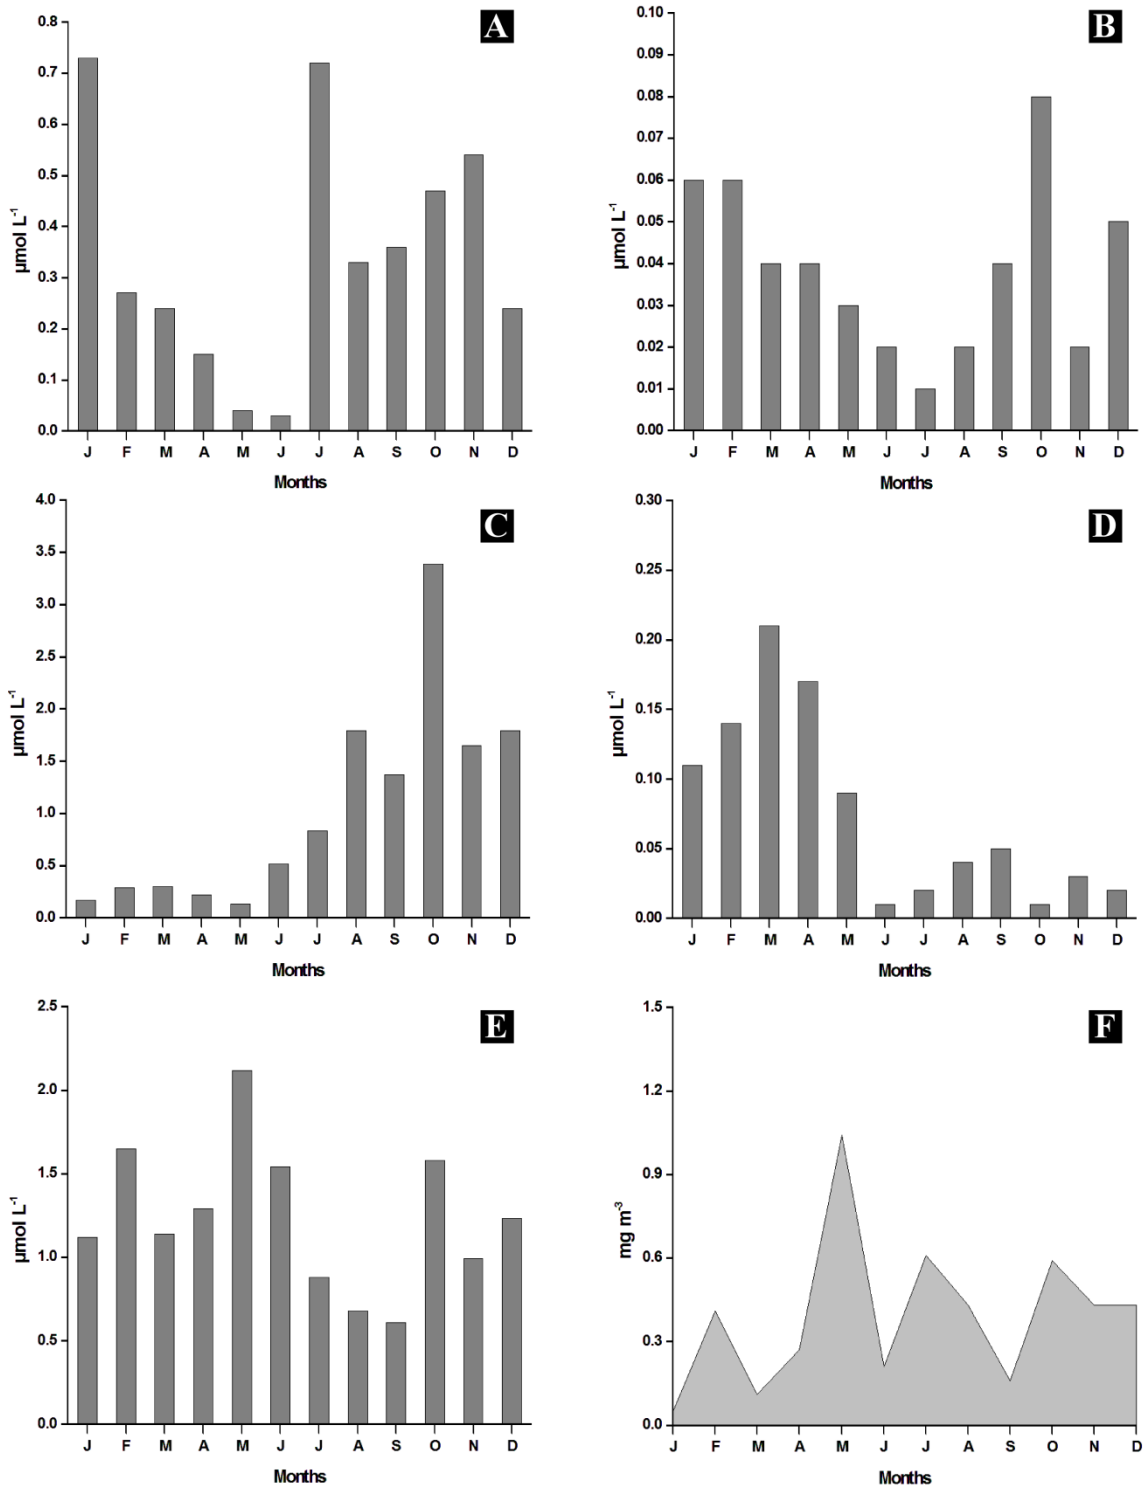 A
0.8
0.7
0.6
0.5
0.4
0.3
0.2
0.1
0.0
µmol L⁻¹
J F M A M J J A S O N D
Months
B
0.10
0.09
0.08
0.07
0.06
0.05
0.04
0.03
0.02
0.01
0.00
µmol L⁻¹
J F M A M J J A S O N D
Months
C
4.0
3.5
3.0
2.5
2.0
1.5
1.0
0.5
0.0
µmol L⁻¹
J F M A M J J A S O N D
Months
D
0.30
0.25
0.20
0.15
0.10
0.05
0.00
µmol L⁻¹
J F M A M J J A S O N D
Months
E
2.5
2.0
1.5
1.0
0.5
0.0
µmol L⁻¹
J F M A M J J A S O N D
Months
F
1.5
1.2
0.9
0.6
0.3
0.0
mg m⁻³
J F M A M J J A S O N D
Months